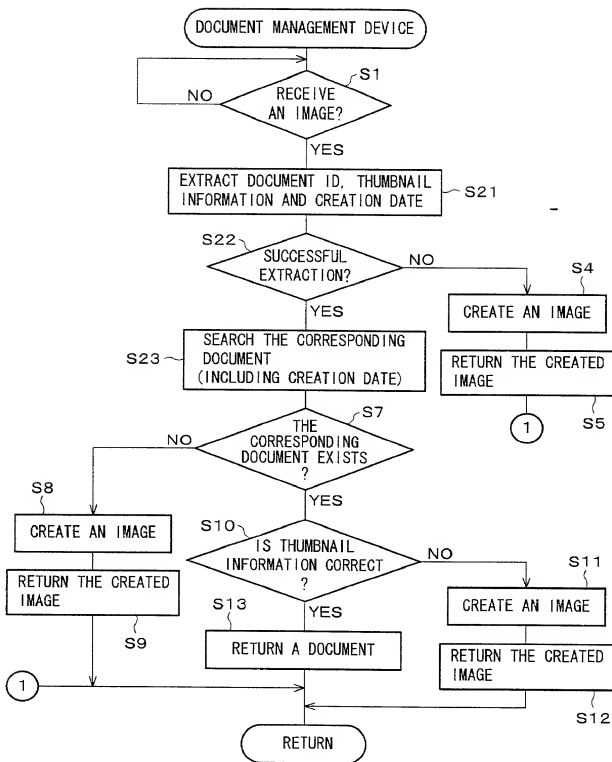 DOCUMENT MANAGEMENT DEVICE
S1
NO
RECEIVE
AN IMAGE?
YES
EXTRACT DOCUMENT ID, THUMBNAIL
INFORMATION AND CREATION DATE
S21
S22
SUCCESSFUL
EXTRACTION?
NO
YES
S4
CREATE AN IMAGE
RETURN THE CREATED
IMAGE
S5
1
S23
SEARCH THE CORRESPONDING
DOCUMENT
(INCLUDING CREATION DATE)
S7
NO
THE
CORRESPONDING
DOCUMENT EXISTS
?
YES
S8
CREATE AN IMAGE
RETURN THE CREATED
IMAGE
S9
S10
IS THUMBNAIL
INFORMATION CORRECT
?
NO
YES
S11
CREATE AN IMAGE
RETURN THE CREATED
IMAGE
S12
S13
RETURN A DOCUMENT
1
RETURN